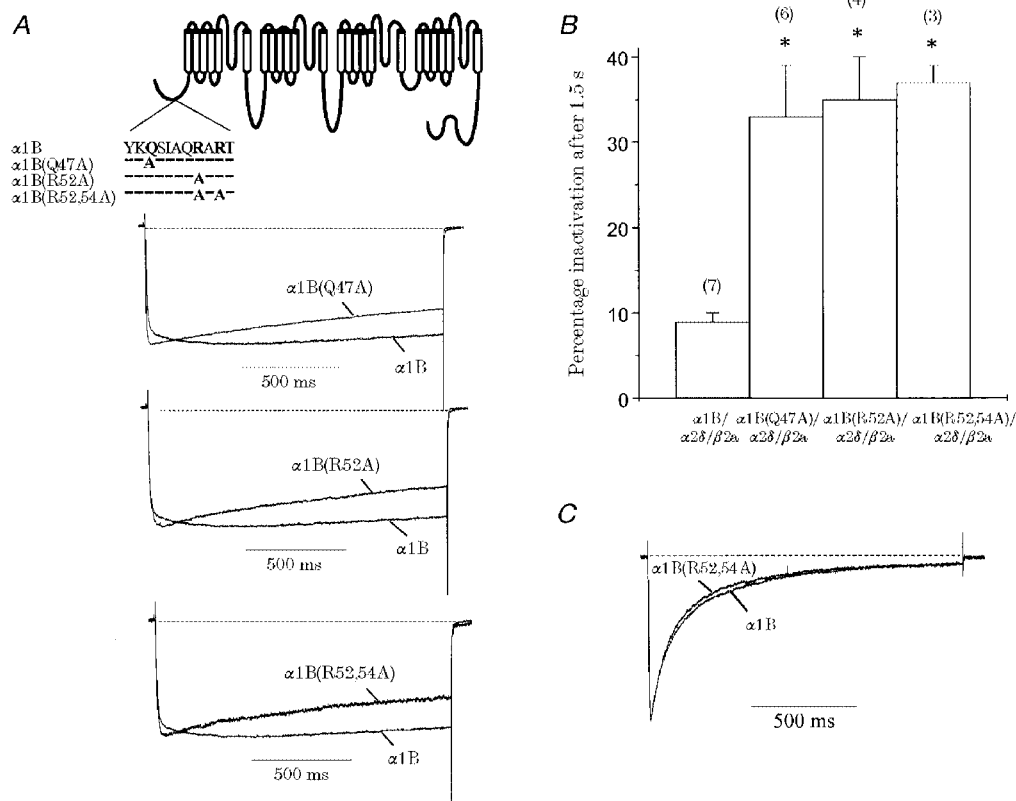 A
α1B YKQSIAQRART
α1B(Q47A) A
α1B(R52A) A
α1B(R52,54A) A A
α1B(Q47A)
α1B
500 ms
α1B(R52A)
α1B
500 ms
α1B(R52,54A)
α1B
500 ms
B
Percentage inactivation after 1.5 s
40
30
20
10
0
(7)
(6)
*
(4)
*
(3)
*
α1B/ α1B(Q47A)/ α1B(R52A)/ α1B(R52,54A)/
α2δ/β2a α2δ/β2a α2δ/β2a α2δ/β2a
C
α1B(R52,54A)
α1B
500 ms